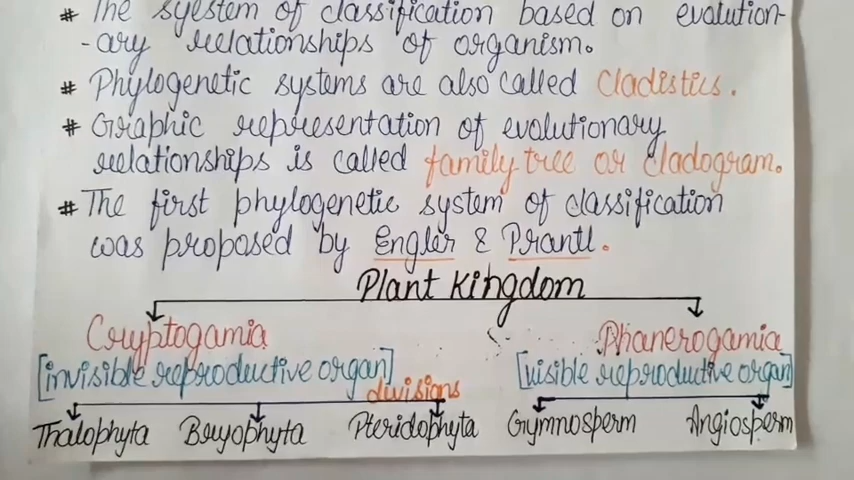 # The syestem of classification based on evolution-
-ary relationships of organism.
# Phylogenetic systems are also called Cladistics.
# Graphic representation of evolutionary
relationships is called family tree or cladogram.
# The first phylogenetic system of classification
was proposed by Englar & Prantl.
Plant Kingdom
Cryptogamia Phanerogamia
[invisible reproductive organ] [visible reproductive organ]
divisions
Thalophyta Bryophyta Pteridophyta Gymnosperm Angiosperm